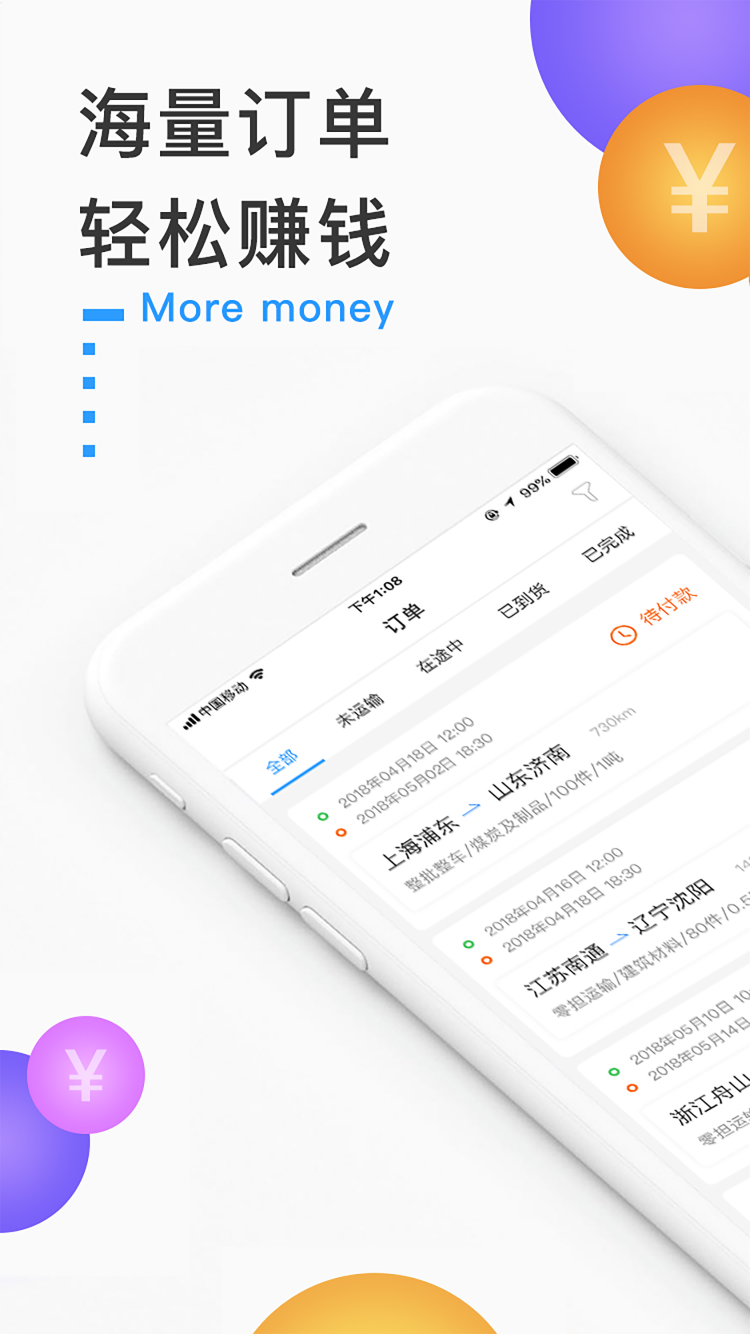 海量订单
¥
轻松赚钱
More money
中国移动
下午1:08
99%
订单
全部
未运输
在途中
已到货
已完成
2018年04月18日 12:00
2018年05月02日 18:30
待付款
上海浦东
山东济南
730km
整批整车/煤炭及制品/100件/1吨
2018年04月16日 12:00
2018年04月18日 18:30
江苏南通
辽宁沈阳
零担运输/建筑材料/80件/0.5
2018年05月10日 10
2018年05月14日
浙江舟山
零担运
¥